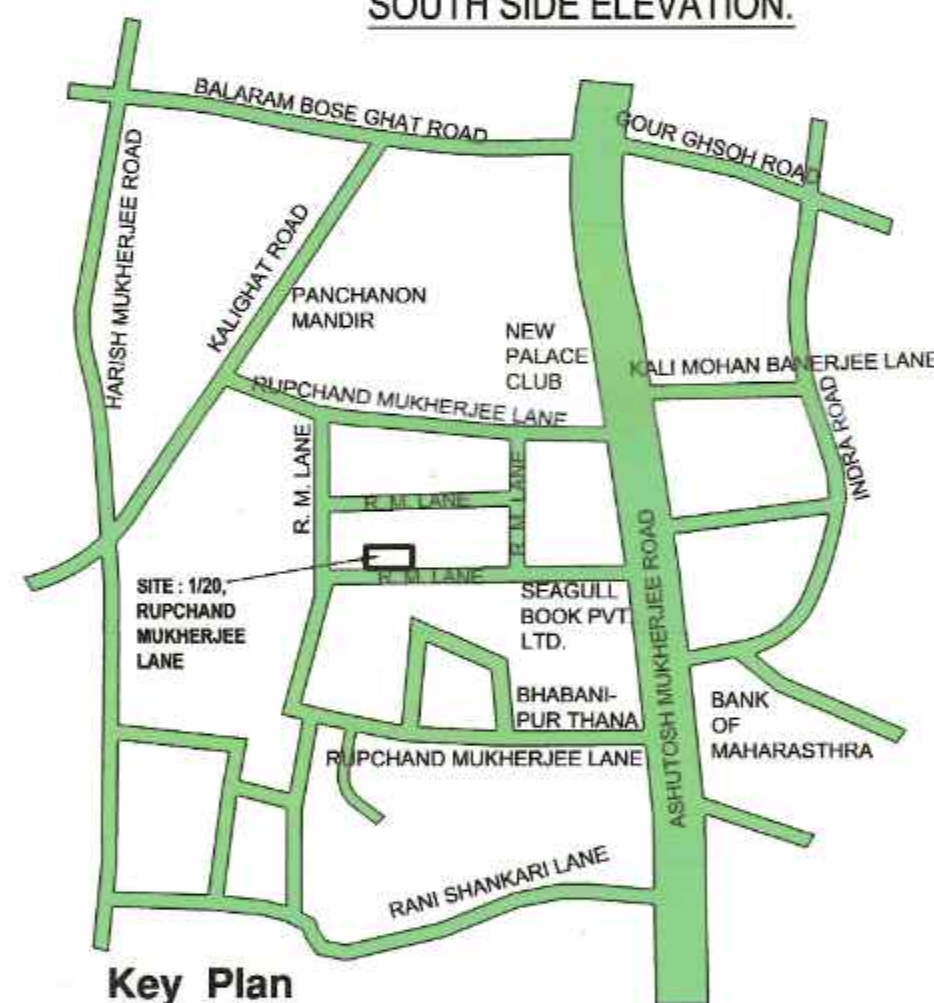 SOUTH SIDE ELEVATION.
BALARAM BOSE GHAT ROAD
GOUR GHSOH ROAD
HARISH MUKHERJEE ROAD
KALIGHAT ROAD
PANCHANON
MANDIR
NEW
PALACE
CLUB
KALI MOHAN BANERJEE LANE
RUPCHAND MUKHERJEE LANE
INDRA ROAD
R. M. LANE
R. M. LANE
R. M. LANE
R. M. LANE
SITE : 1/20,
RUPCHAND
MUKHERJEE
LANE
SEAGULL
BOOK PVT.
LTD.
ASHUTOSH MUKHERJEE ROAD
BHABANI-
PUR THANA
BANK
OF
MAHARASTHRA
RUPCHAND MUKHERJEE LANE
RANI SHANKARI LANE
Key Plan